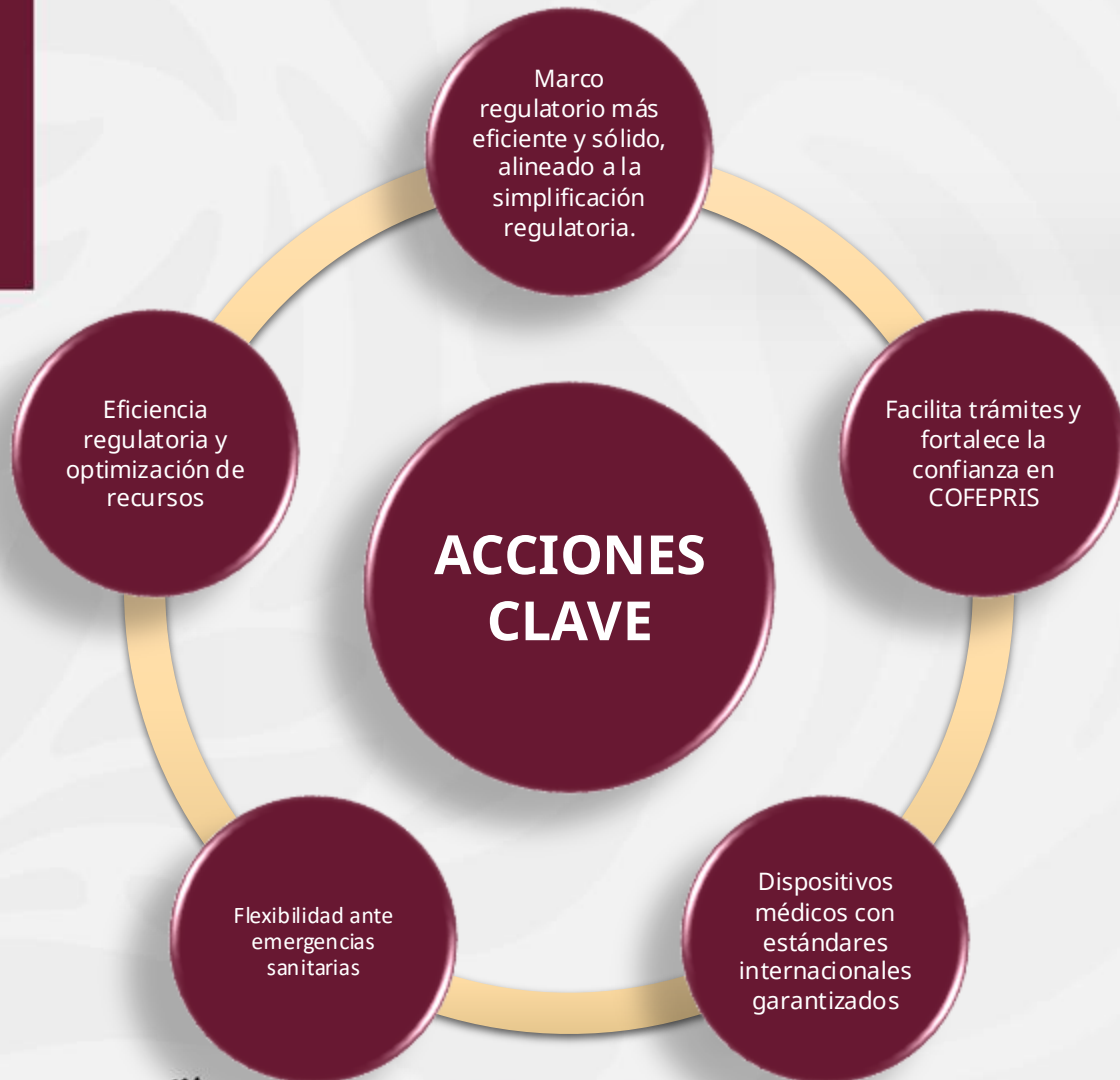 Marco
regulatorio más
eficiente y sólido,
alineado a la
simplificación
regulatoria.
Facilita trámites y
fortalece la
confianza en
COFEPRIS
Dispositivos
médicos con
estándares
internacionales
garantizados
Flexibilidad ante
emergencias
sanitarias
Eficiencia
regulatoria y
optimización de
recursos
ACCIONES
CLAVE